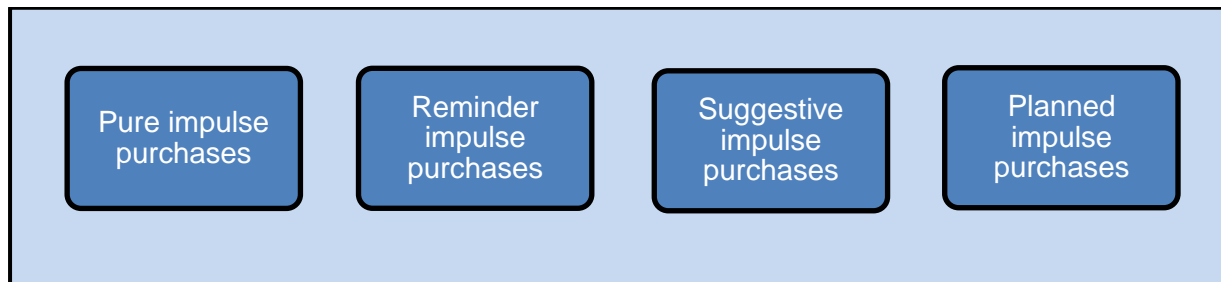 Pure impulse
purchases
Reminder
impulse
purchases
Suggestive
impulse
purchases
Planned
impulse
purchases